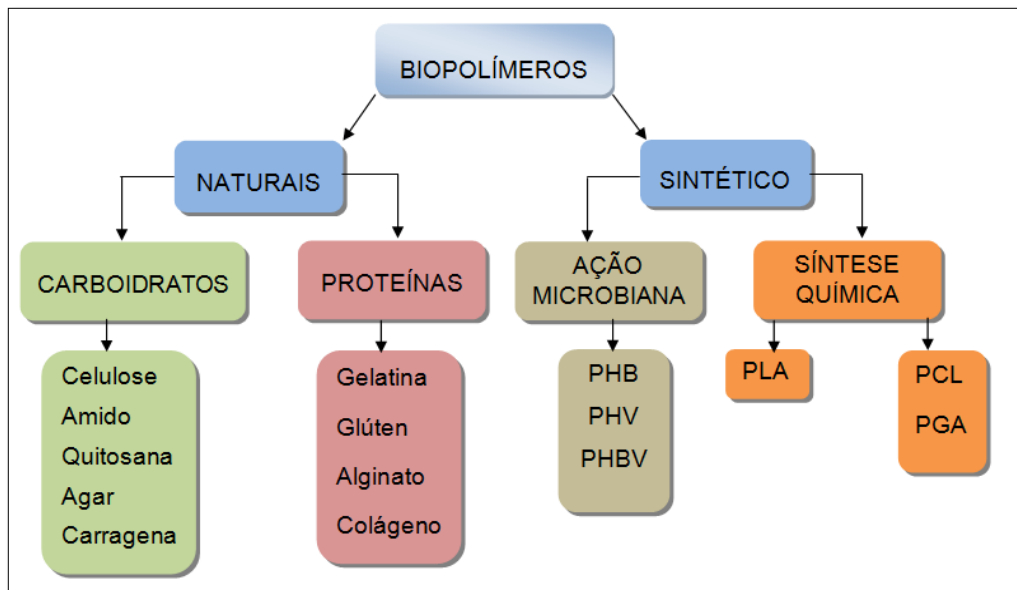 BIOPOLÍMEROS
NATURAIS
SINTÉTICO
CARBOIDRATOS
PROTEÍNAS
AÇÃO
MICROBIANA
SÍNTESE
QUÍMICA
Celulose
Amido
Quitosana
Agar
Carragena
Gelatina
Glúten
Alginato
Colágeno
PHB
PHV
PHBV
PLA
PCL
PGA